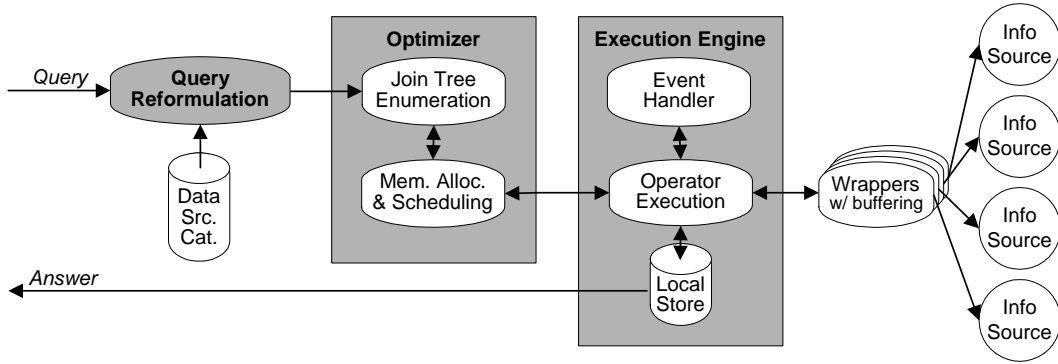 Query
Query
Reformulation
Data
Src.
Cat.
Optimizer
Join Tree
Enumeration
Mem. Alloc.
& Scheduling
Execution Engine
Event
Handler
Operator
Execution
Local
Store
Wrappers
w/ buffering
Info
Source
Info
Source
Info
Source
Info
Source
Answer